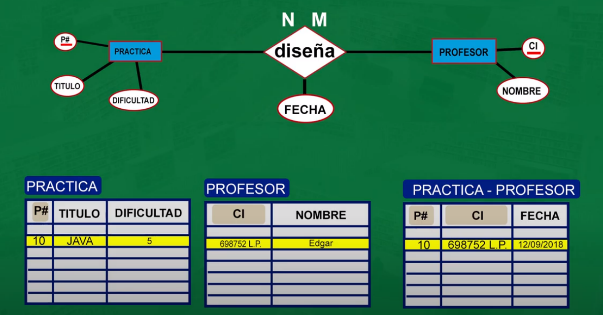 N M
P#
PRACTICA
diseña
PROFESOR
CI
TITULO
DIFICULTAD
FECHA
NOMBRE
PRACTICA
P# TITULO DIFICULTAD
10 JAVA 5
PROFESOR
CI NOMBRE
698752 L.P. Edgar
PRACTICA - PROFESOR
P# CI FECHA
10 698752 L.P. 12/09/2018